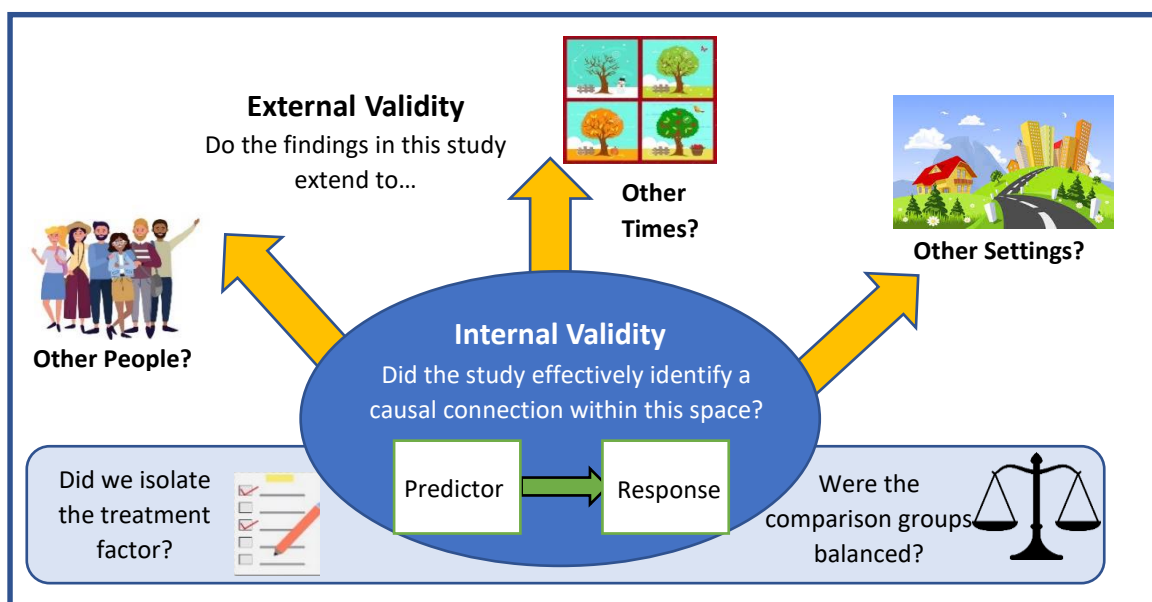 External Validity
Do the findings in this study
extend to…
Other
Times?
Other Settings?
Other People?
Internal Validity
Did the study effectively identify a
causal connection within this space?
Predictor
Response
Did we isolate
the treatment
factor?
Were the
comparison groups
balanced?